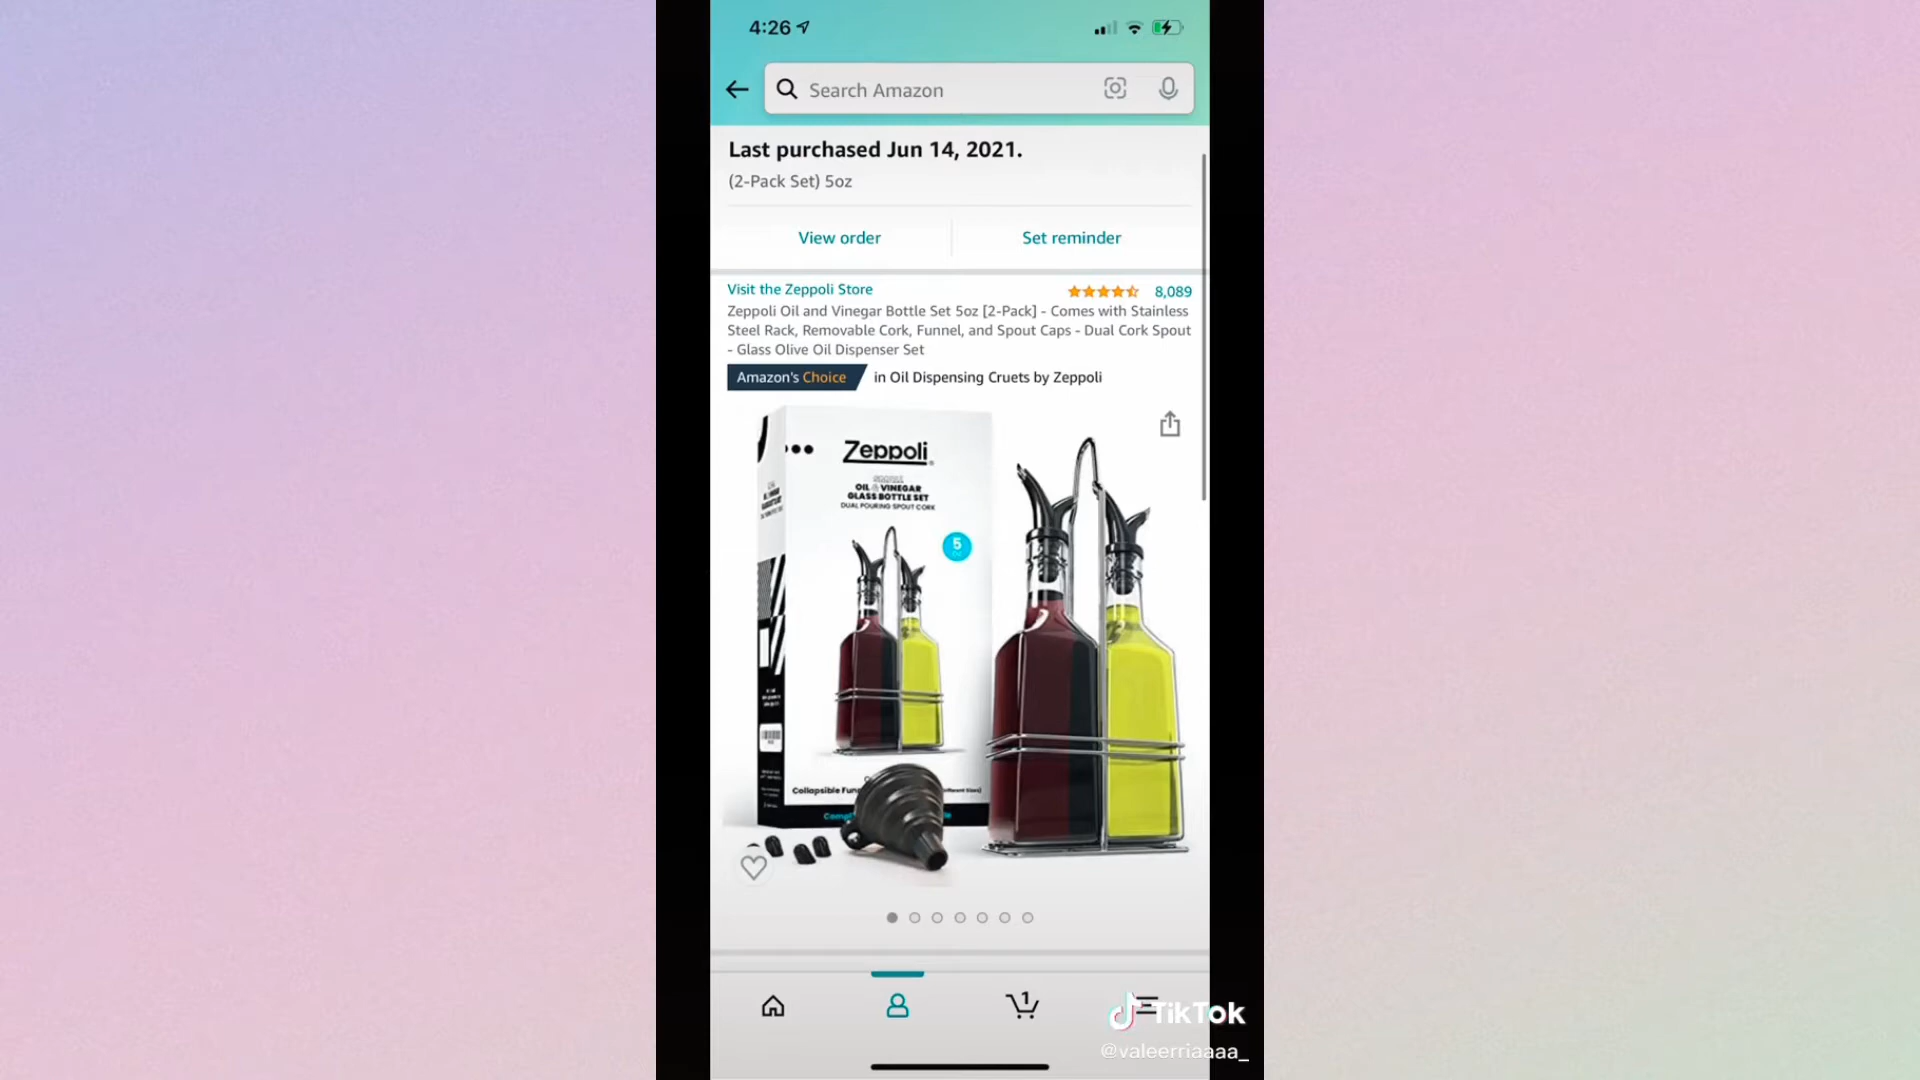 4:26
Search Amazon
Last purchased Jun 14, 2021.
(2-Pack Set) 5oz
View order
Set reminder
Visit the Zeppoli Store
8,089
Zeppoli Oil and Vinegar Bottle Set 5oz [2-Pack] - Comes with Stainless
Steel Rack, Removable Cork, Funnel, and Spout Caps - Dual Cork Spout
- Glass Olive Oil Dispenser Set
Amazon's Choice in Oil Dispensing Cruets by Zeppoli
Zeppoli
OIL & VINEGAR
GLASS BOTTLE SET
DUAL POURING SPOUT CORK
5
Collapsible
1
TikTok
@valeerriaaaa_